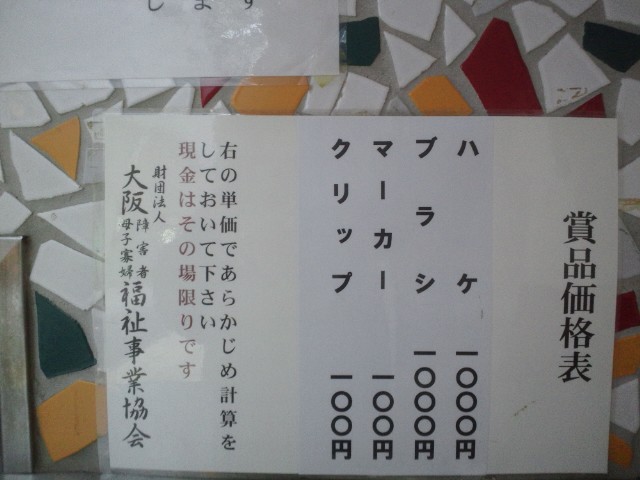 します
賞品価格表
ハケ 一〇〇〇円
ブラシ 一〇〇〇円
マーカー 一〇〇円
クリップ 一〇〇円
右の単価であらかじめ計算を
しておいて下さい
現金はその場限りです
財団法人
大阪障害者母子寡婦福祉事業協会